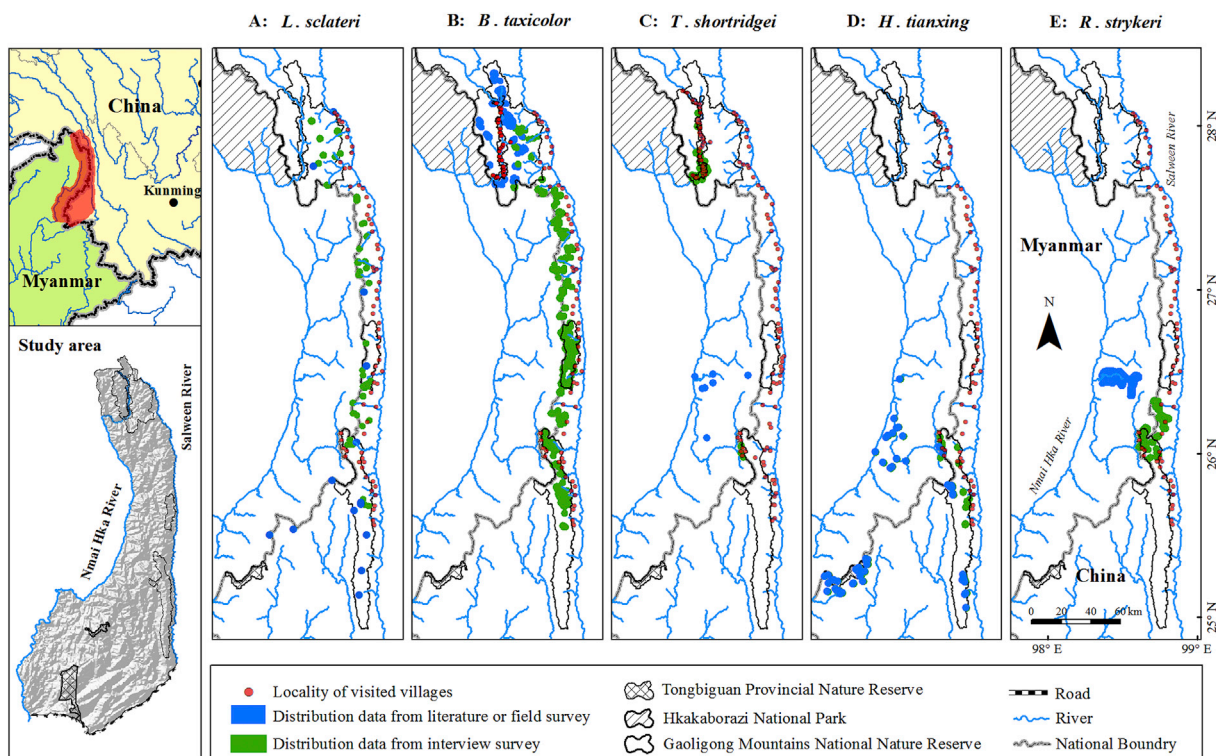 A: L. sclateri
B: B. taxicolor
C: T. shortridgei
D: H. tianxing
E: R. strykeri
China
Kunming
Myanmar
Study area
Salween River
Nmai Hka River
Salween River
Myanmar
N
Nmai Hka River
China
0 20 40 60 km
28°N
27°N
26°N
25°N
98° E
99° E
Locality of visited villages
Distribution data from literature or field survey
Distribution data from interview survey
Tongbiguan Provincial Nature Reserve
Hkakaborazi National Park
Gaoligong Mountains National Nature Reserve
Road
River
National Boundry